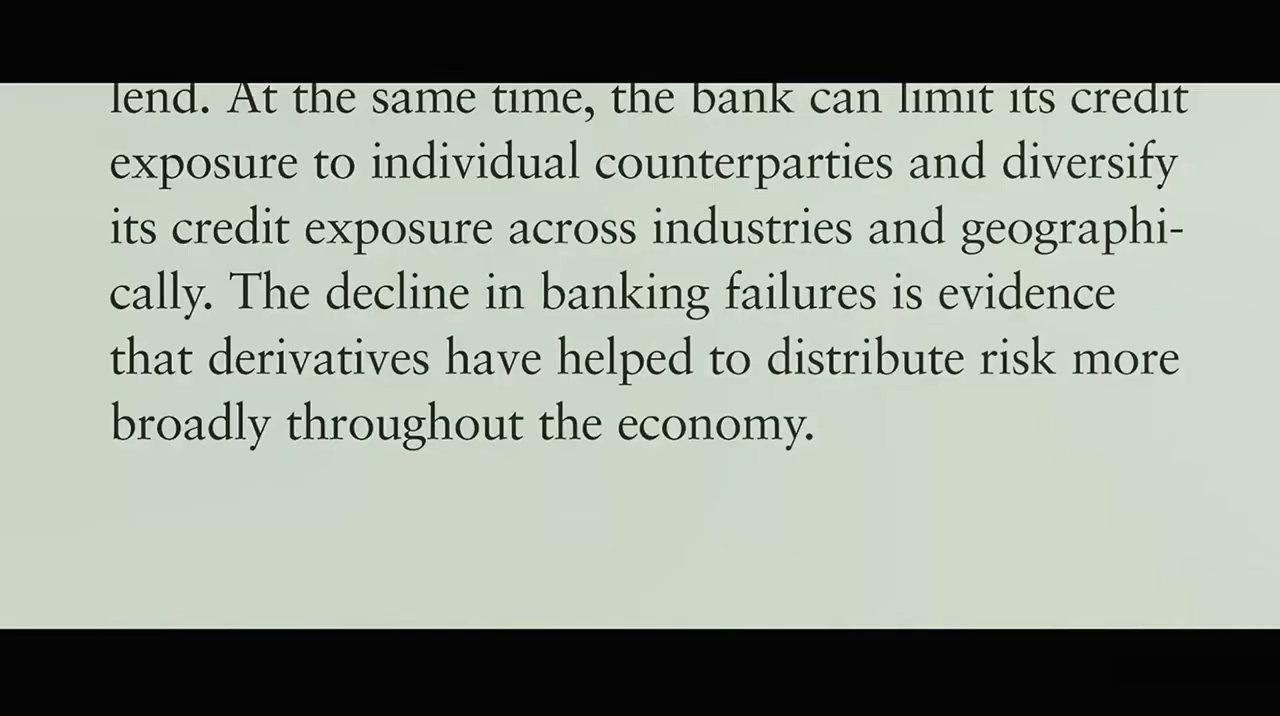 lend. At the same time, the bank can limit its credit
exposure to individual counterparties and diversify
its credit exposure across industries and geographi-
cally. The decline in banking failures is evidence
that derivatives have helped to distribute risk more
broadly throughout the economy.